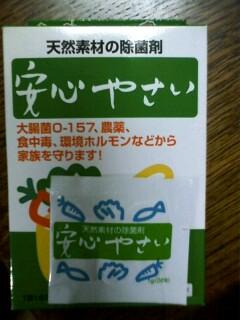 天然素材の除菌剤
安心やさい
大腸菌O-157、農薬、
食中毒、環境ホルモンなどから
家族を守ります!
天然素材の除菌剤
安心やさい